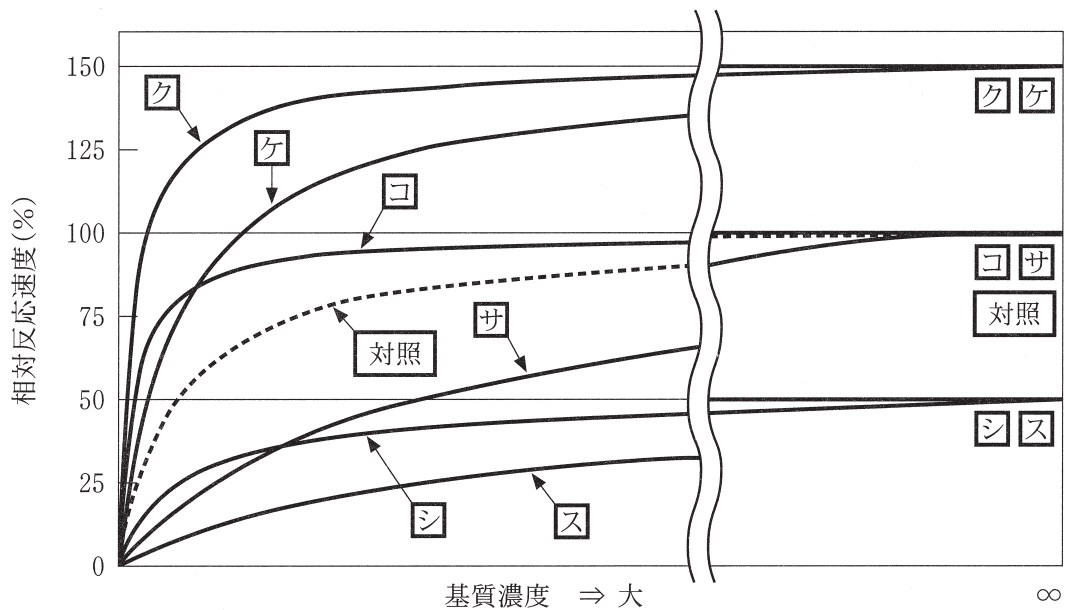 相対反応速度(%)
150
125
100
75
50
25
0
ク
ケ
コ
対照
サ
シ
ス
ク ケ
コ サ
対照
シ ス
基質濃度 ⇒ 大
∞